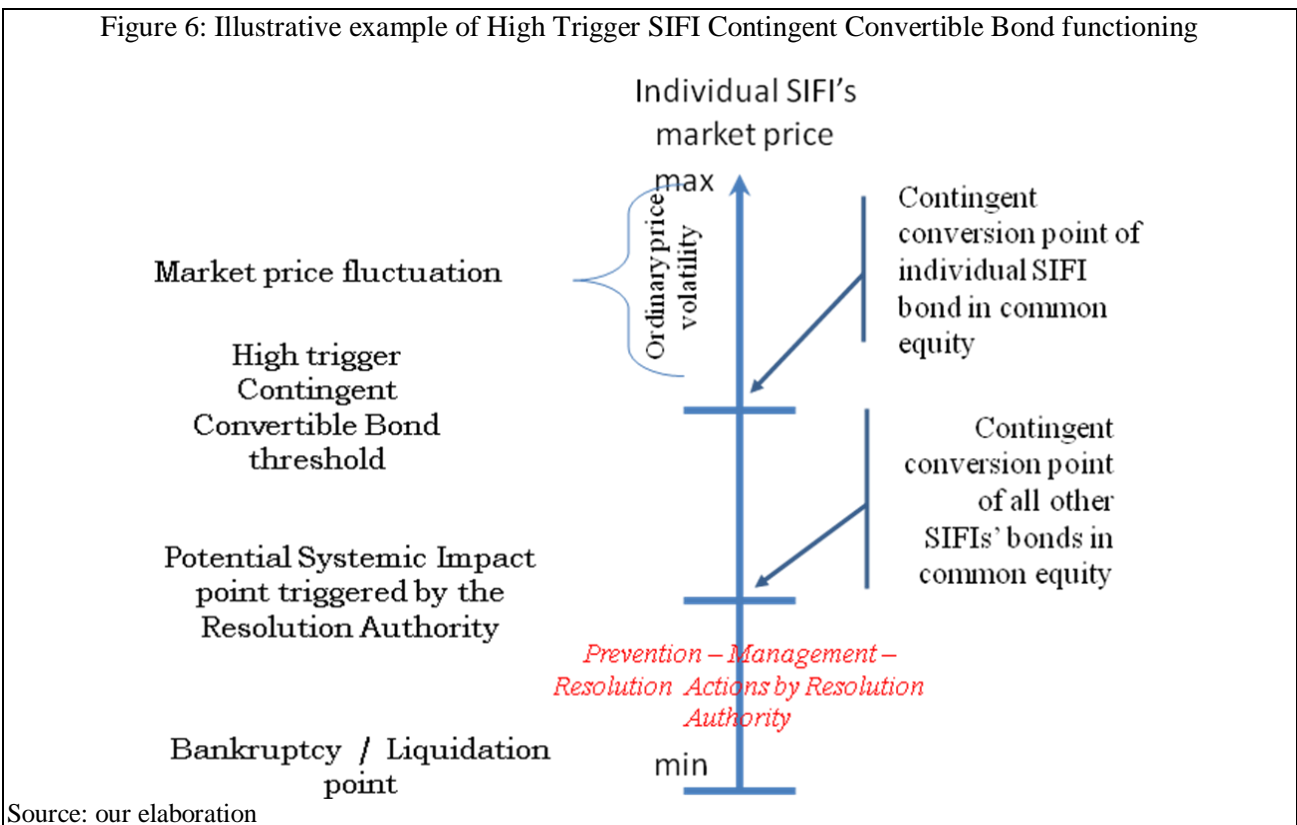 Figure 6: Illustrative example of High Trigger SIFI Contingent Convertible Bond functioning
Individual SIFI's
market price
max
Ordinary price
volatility
Market price fluctuation
Contingent
conversion point of
individual SIFI
bond in common
equity
High trigger
Contingent
Convertible Bond
threshold
Contingent
conversion point
of all other
SIFIs’ bonds in
common equity
Potential Systemic Impact
point triggered by the
Resolution Authority
Prevention – Management –
Resolution Actions by Resolution
Authority
Bankruptcy / Liquidation
point
min
Source: our elaboration